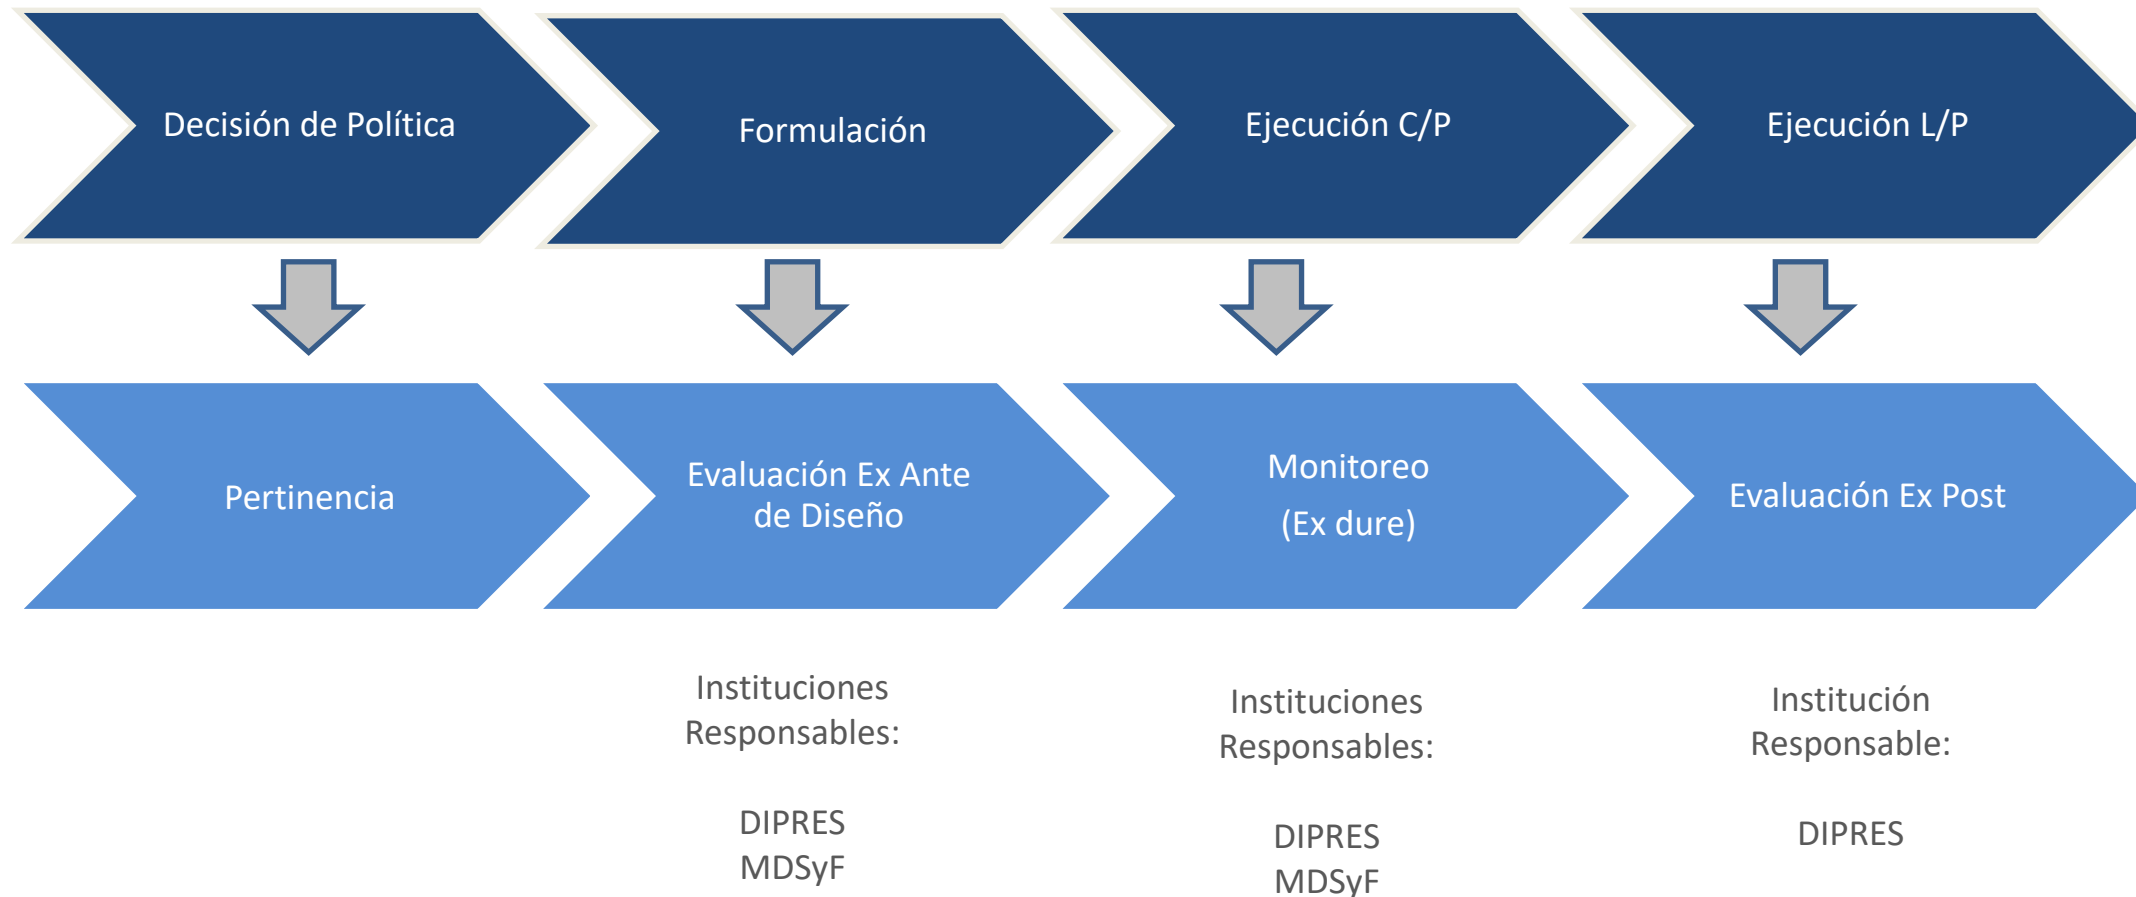 Decisión de Política
Formulación
Ejecución C/P
Ejecución L/P
Pertinencia
Evaluación Ex Ante
de Diseño
Monitoreo
(Ex dure)
Evaluación Ex Post
Instituciones
Responsables:
DIPRES
MDSyF
Instituciones
Responsables:
DIPRES
MDSyF
Institución
Responsable:
DIPRES